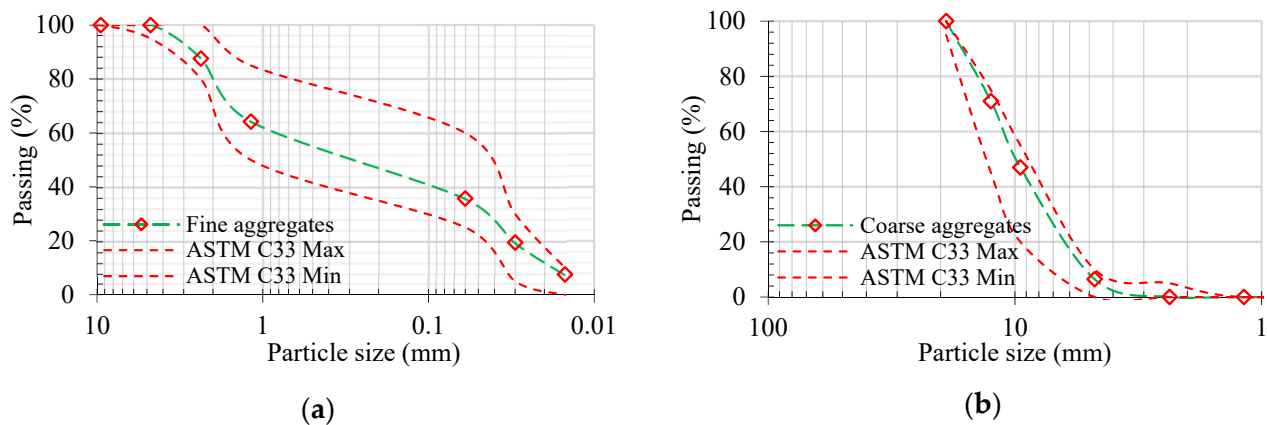 100
80
60
40
20
0
Passing (%)
Fine aggregates
ASTM C33 Max
ASTM C33 Min
10
1
0.1
0.01
Particle size (mm)
(a)
100
80
60
40
20
0
Passing (%)
Coarse aggregates
ASTM C33 Max
ASTM C33 Min
100
10
1
Particle size (mm)
(b)